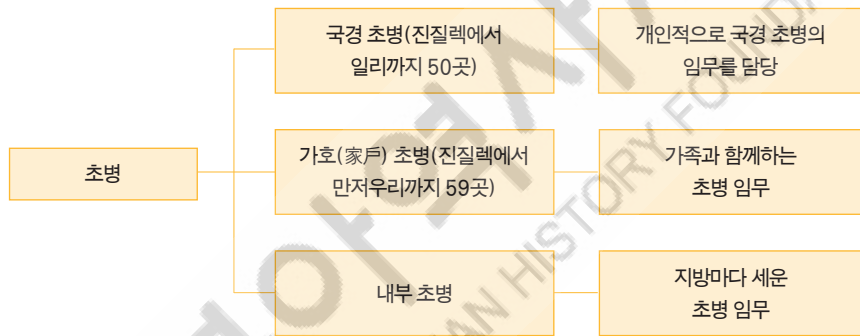 국경 초병(진질렉에서
일리까지 50곳)
개인적으로 국경 초병의
임무를 담당
초병
가호(家戶) 초병(진질렉에서
만저우리까지 59곳)
가족과 함께하는
초병 임무
내부 초병
지방마다 세운
초병 임무